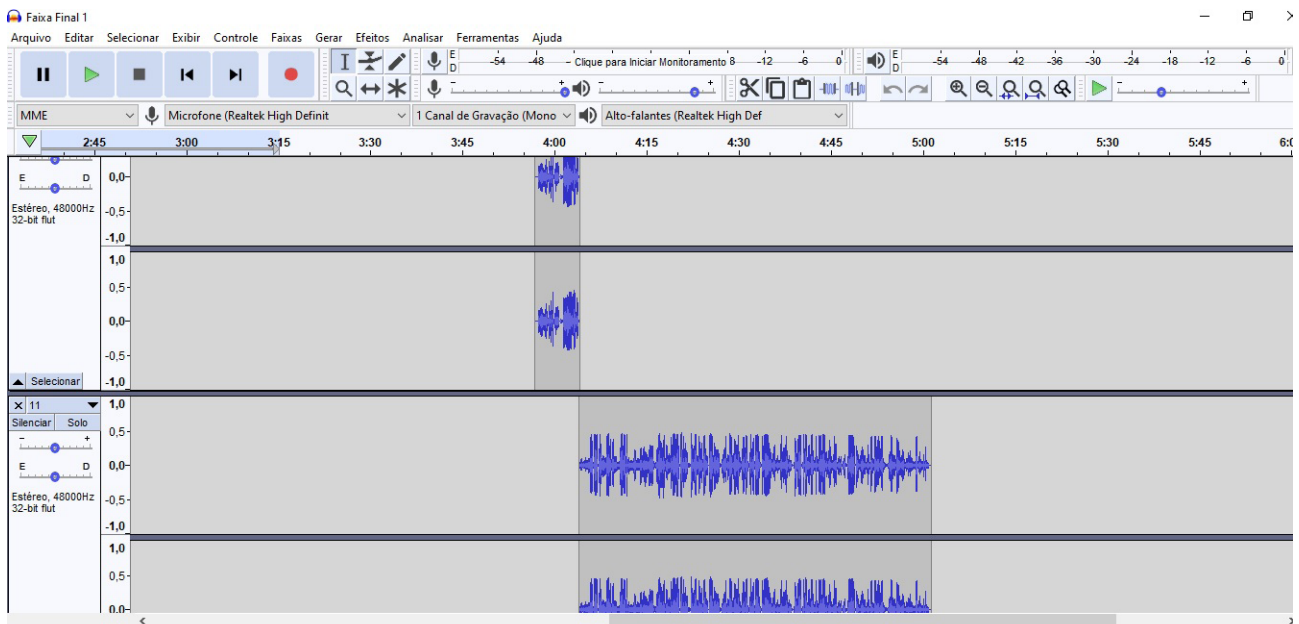 Faixa Final 1
Arquivo Editar Selecionar Exibir Controle Faixas Gerar Efeitos Analisar Ferramentas Ajuda
E D -54 -48 - Clique para Iniciar Monitoramento 8 -12 -6 0 E D -54 -48 -42 -36 -30 -24 -18 -12 -6 0
- + - + - +
MME Microfone (Realtek High Definit 1 Canal de Gravação (Mono Alto-falantes (Realtek High Def
2:45 3:00 3:15 3:30 3:45 4:00 4:15 4:30 4:45 5:00 5:15 5:30 5:45
E D 0,0-
Estéreo, 48000Hz -0,5-
32-bit flut
-1,0
1,0
0,5-
0,0-
-0,5-
Selecionar -1,0
x 11 1,0
Silenciar Solo
- + 0,5-
E D 0,0-
Estéreo, 48000Hz -0,5-
32-bit flut
-1,0
1,0
0,5-
0,0-